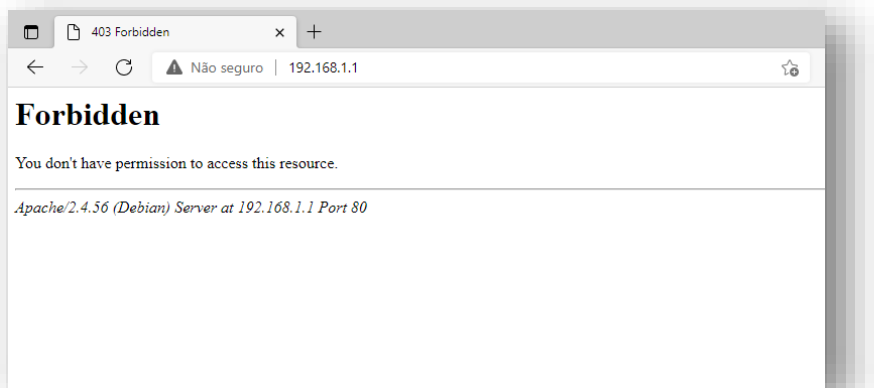 403 Forbidden
Não seguro | 192.168.1.1
Forbidden
You don't have permission to access this resource.
Apache/2.4.56 (Debian) Server at 192.168.1.1 Port 80